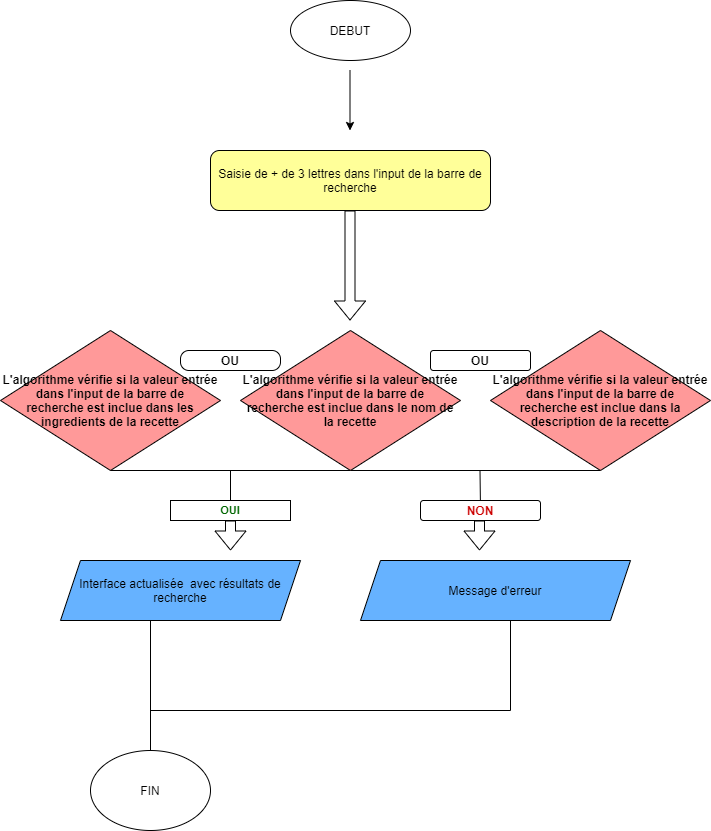 DEBUT
Saisie de + de 3 lettres dans l'input de la barre de
recherche
OU
OU
L'algorithme vérifie si la valeur entrée
dans l'input de la barre de
recherche est inclue dans les
ingredients de la recette
L'algorithme vérifie si la valeur entrée
dans l'input de la barre de
recherche est inclue dans le nom de
la recette
L'algorithme vérifie si la valeur entrée
dans l'input de la barre de
recherche est inclue dans la
description de la recette
OUI
NON
Interface actualisée avec résultats de
recherche
Message d'erreur
FIN